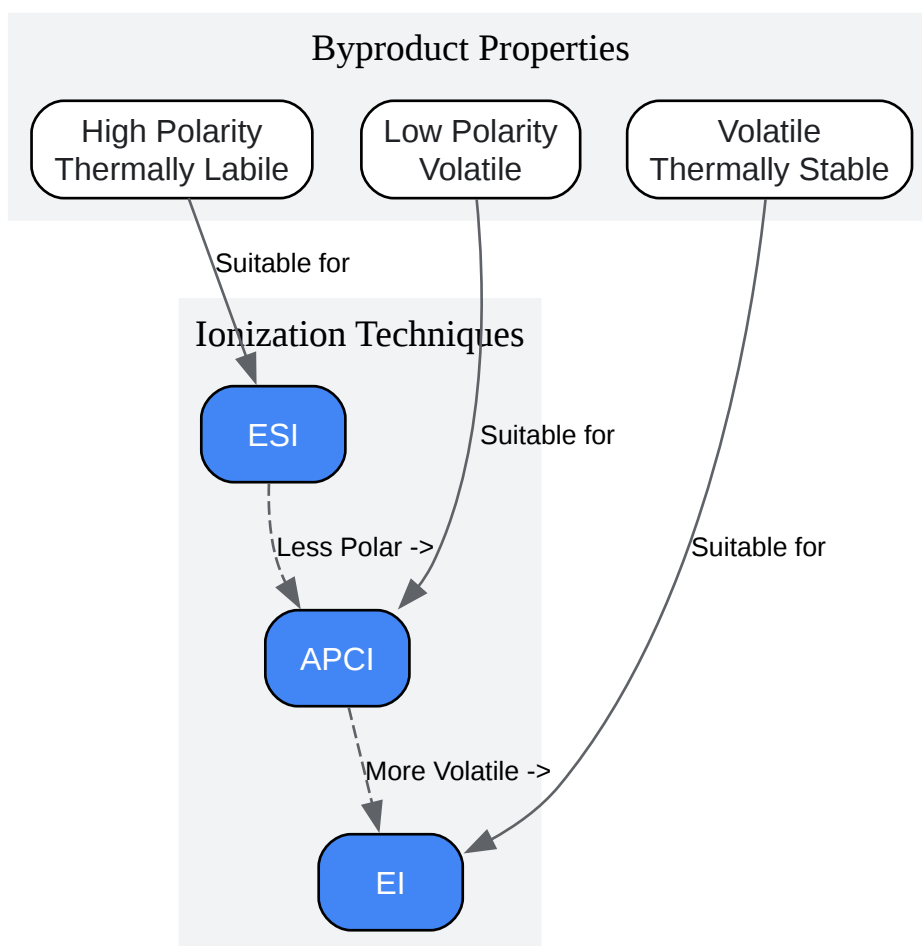 Byproduct Properties
High Polarity
Thermally Labile
Low Polarity
Volatile
Volatile
Thermally Stable
Suitable for
Ionization Techniques
ESI
Suitable for
Less Polar ->
Suitable for
APCI
More Volatile ->
EI